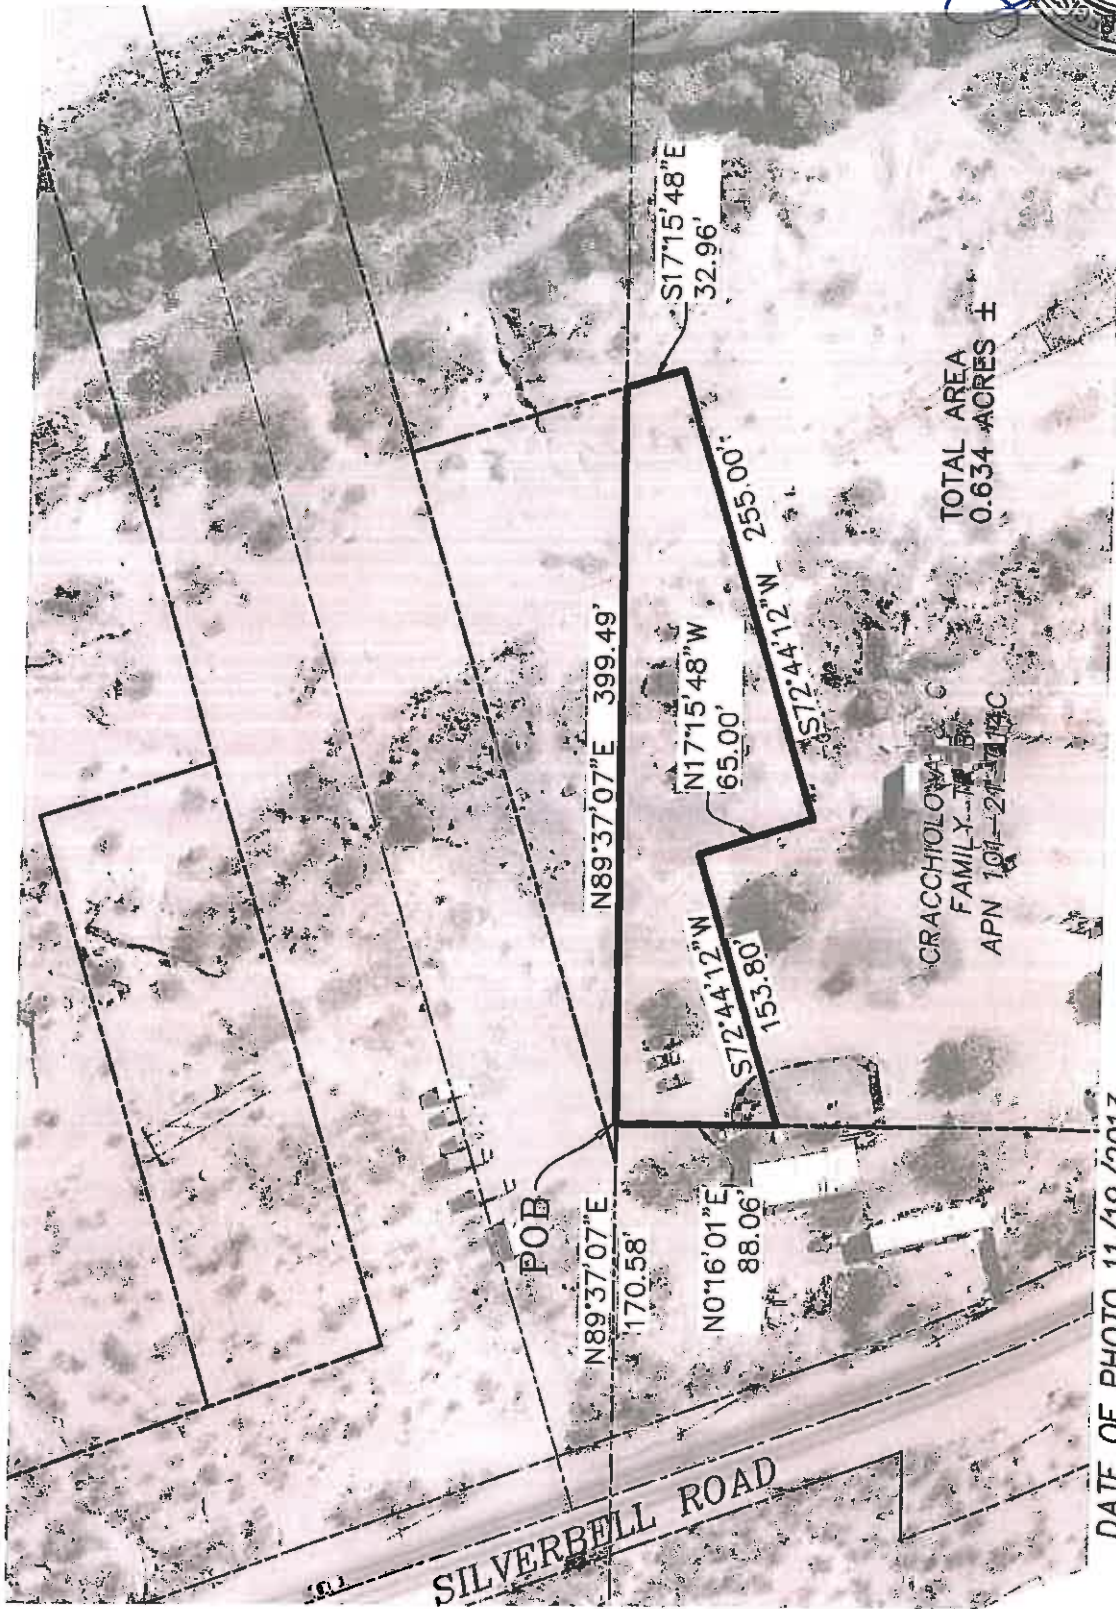 S17°15'48"E
32.96'
N89°37'07"E 399.49'
S72°44'12"W 255.00'
N17°15'48"W
65.00'
TOTAL AREA
0.634 ACRES ±
S72°44'12"W
153.80'
FAMILY
APN 101-21-
POB
N89°37'07"E
170.58'
N0°16'01"E
88.06'
SILVERBELL ROAD
DATE OF PHOTO